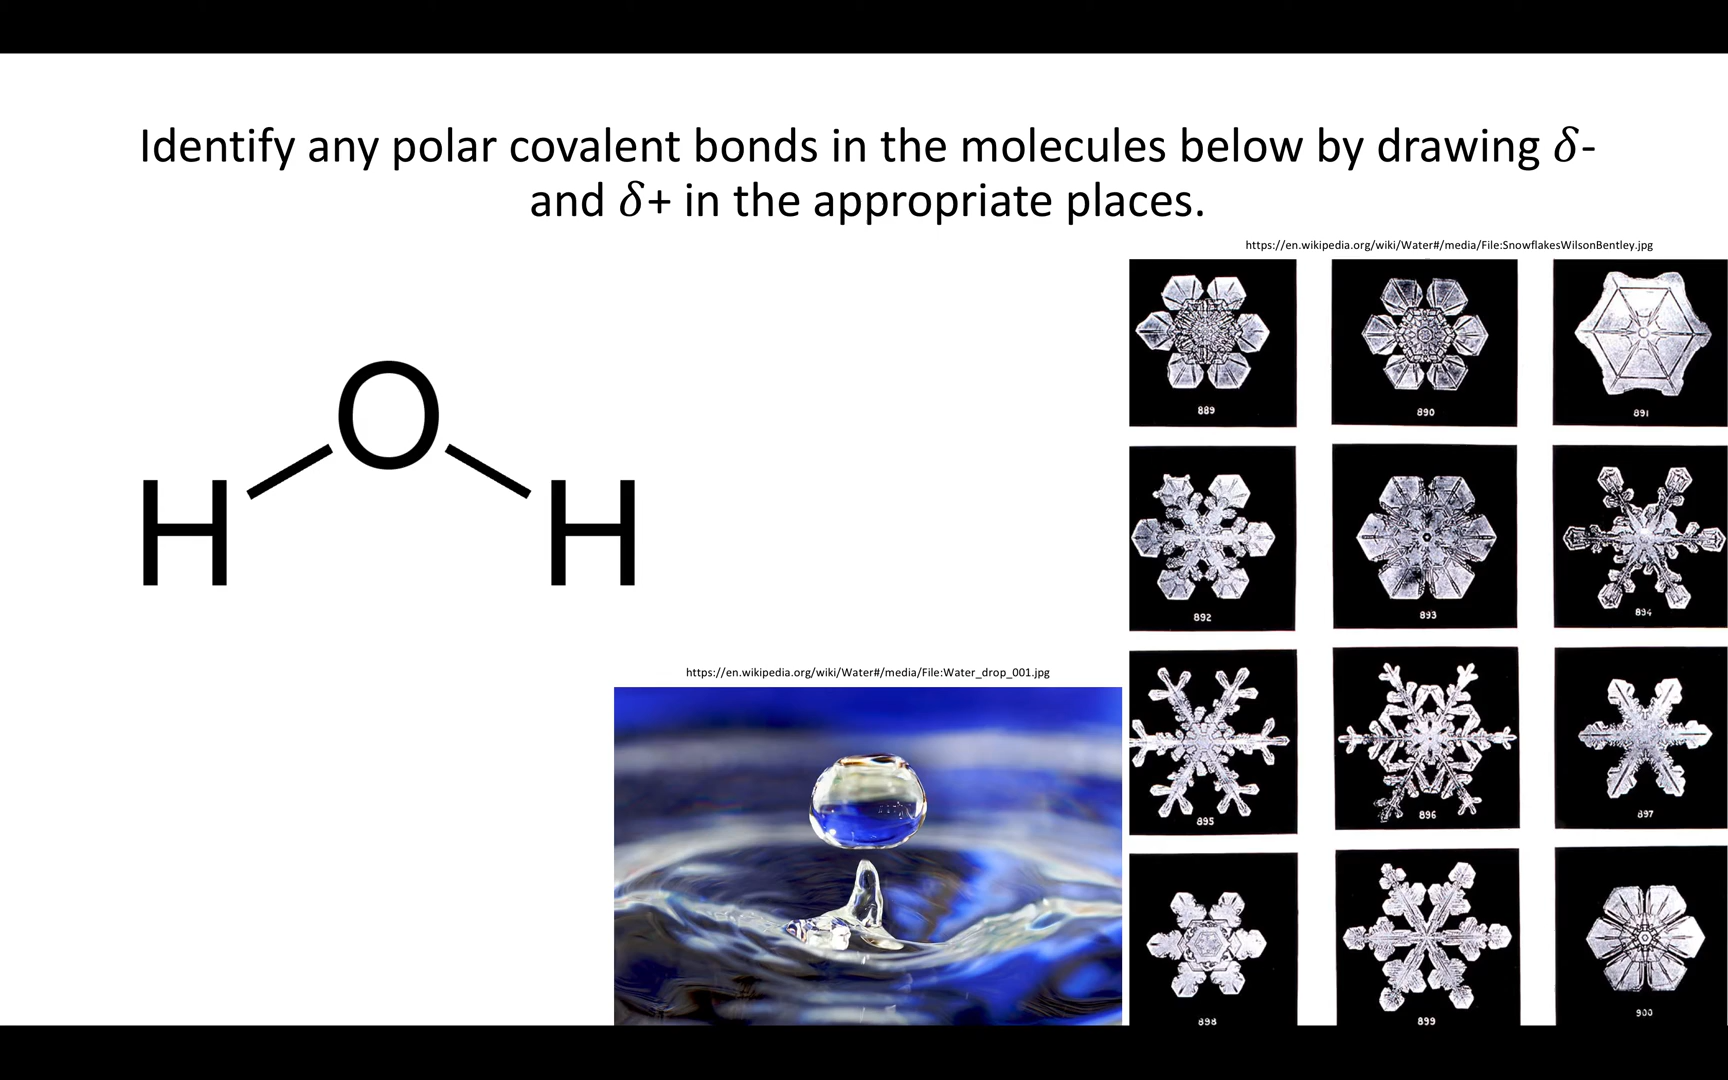 Identify any polar covalent bonds in the molecules below by drawing 𝛿-
and 𝛿+ in the appropriate places.
https://en.wikipedia.org/wiki/Water#/media/File:SnowflakesWilsonBentley.jpg
O
H H
https://en.wikipedia.org/wiki/Water#/media/File:Water_drop_001.jpg
889 890 891
892 893 894
895 896 897
898 899 900